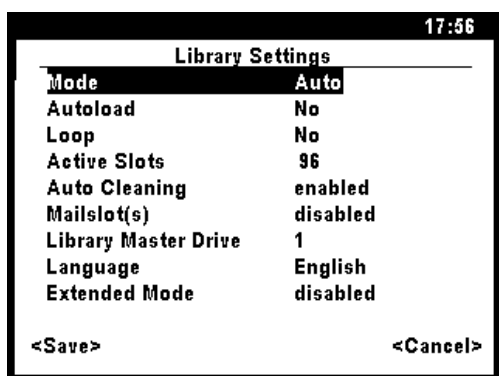 17:56
Library Settings
Mode Auto
Autoload No
Loop No
Active Slots 96
Auto Cleaning enabled
Mailslot(s) disabled
Library Master Drive 1
Language English
Extended Mode disabled
<Save> <Cancel>